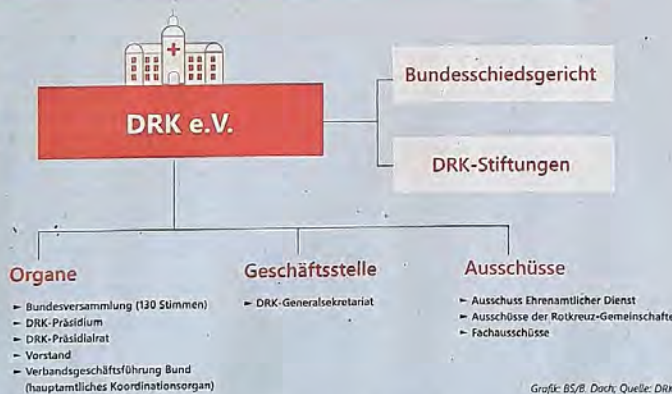 DRK e.V.
Bundesschiedsgericht
DRK-Stiftungen
Organe
► Bundesversammlung (130 Stimmen)
► DRK-Präsidium
► DRK-Präsidialrat
► Vorstand
► Verbandsgeschäftsführung Bund
(hauptamtliches Koordinationsorgan)
Geschäftsstelle
► DRK-Generalsekretariat
Ausschüsse
► Ausschuss Ehrenamtlicher Dienst
► Ausschüsse der Rotkreuz-Gemeinschafte
► Fachausschüsse
Grafik: BS/B. Dach; Quelle: DRK